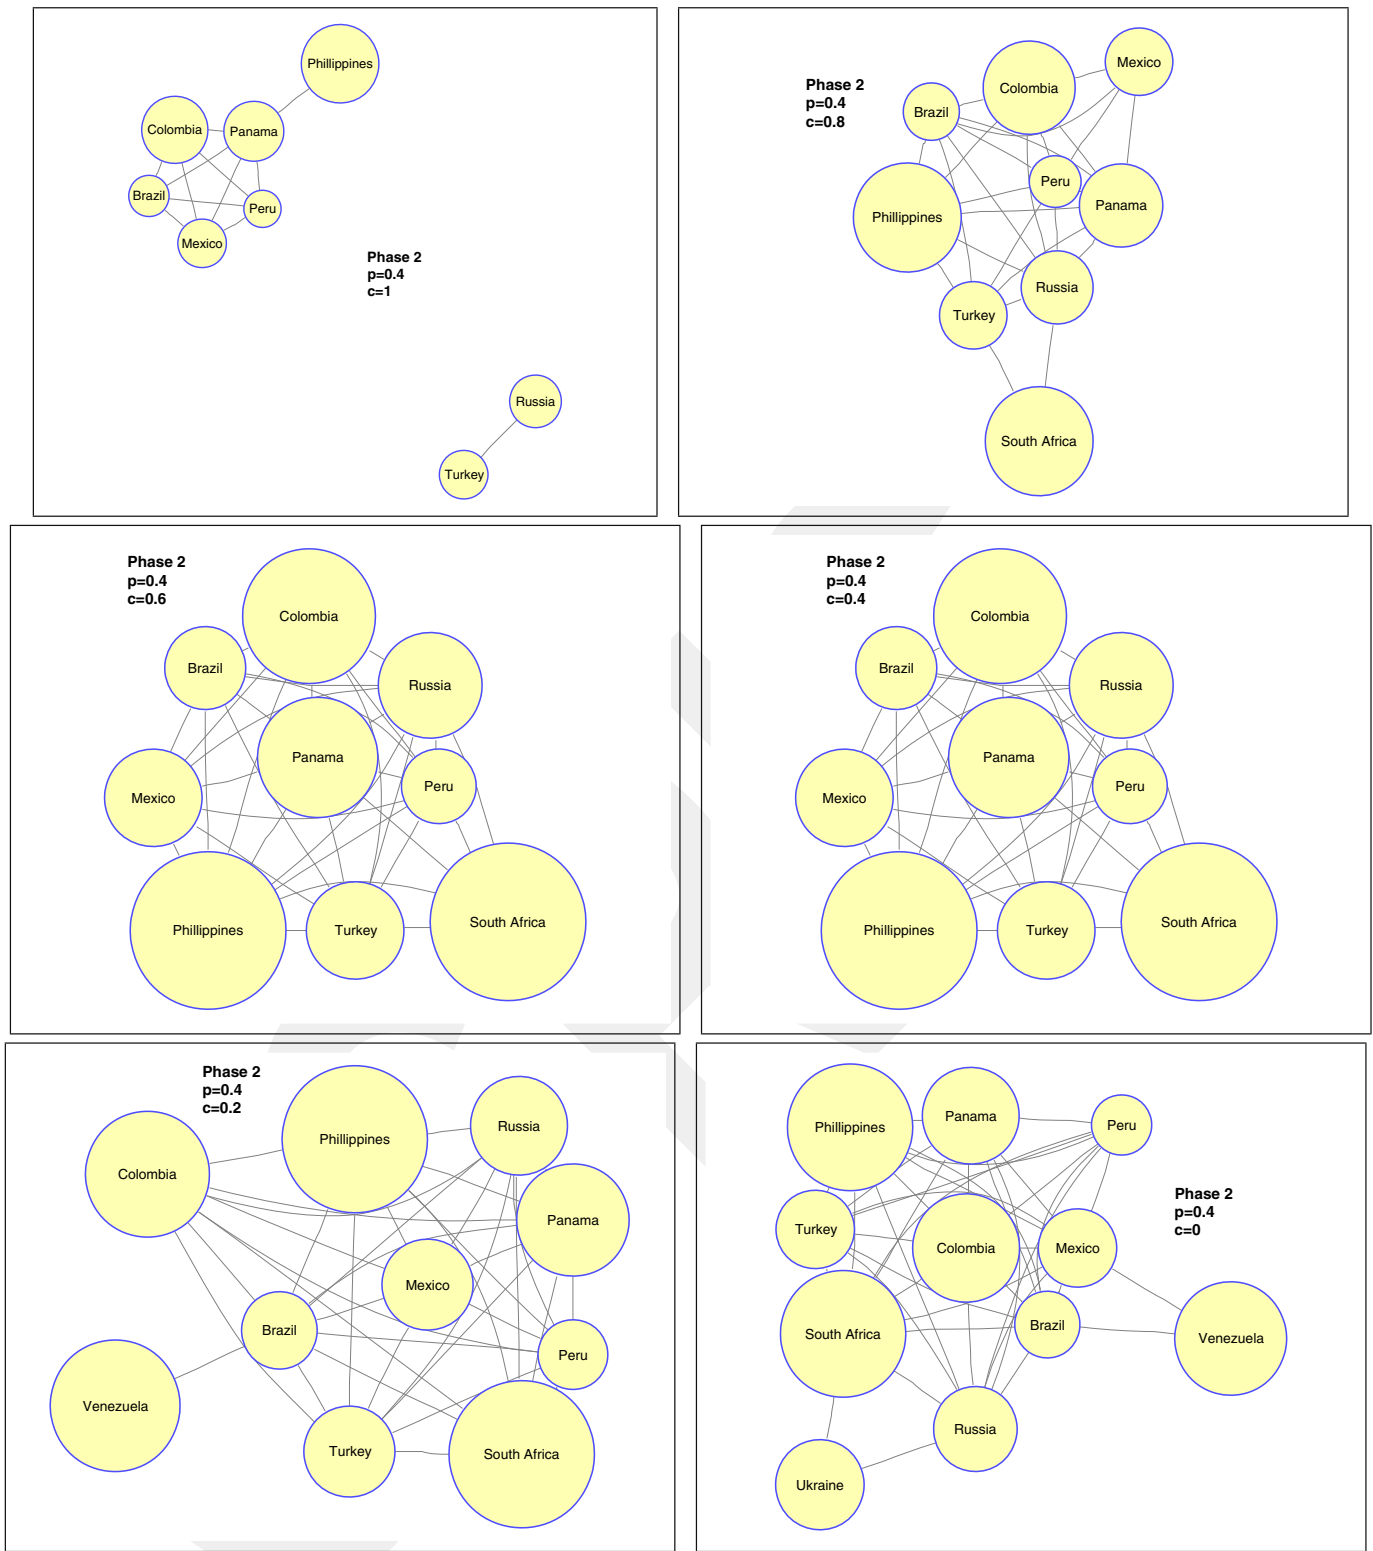 Phillippines
Colombia
Panama
Brazil
Peru
Mexico
Phase 2
p=0.4
c=1
Russia
Turkey
Mexico
Colombia
Phase 2
p=0.4
c=0.8
Brazil
Peru
Panama
Phillippines
Russia
Turkey
South Africa
Phase 2
p=0.4
c=0.6
Colombia
Brazil
Russia
Panama
Peru
Mexico
Phillippines
Turkey
South Africa
Phase 2
p=0.4
c=0.4
Colombia
Brazil
Russia
Panama
Peru
Mexico
Phillippines
Turkey
South Africa
Phase 2
p=0.4
c=0.2
Phillippines
Russia
Colombia
Panama
Mexico
Brazil
Peru
Venezuela
Turkey
South Africa
Phillippines
Panama
Peru
Phase 2
p=0.4
c=0
Turkey
Colombia
Mexico
South Africa
Brazil
Venezuela
Russia
Ukraine